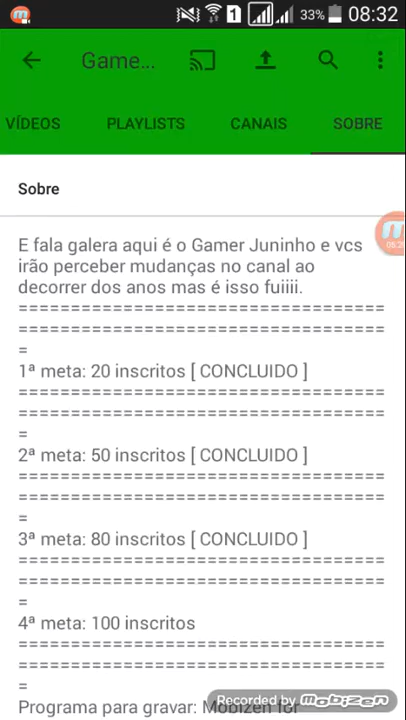 33% 08:32
Game...
VÍDEOS PLAYLISTS CANAIS SOBRE
Sobre
E fala galera aqui é o Gamer Juninho e vcs
irão perceber mudanças no canal ao
decorrer dos anos mas é isso fuiiii.
===================================
===================================
=
1ª meta: 20 inscritos [ CONCLUIDO ]
===================================
===================================
=
2ª meta: 50 inscritos [ CONCLUIDO ]
===================================
===================================
=
3ª meta: 80 inscritos [ CONCLUIDO ]
===================================
===================================
=
4ª meta: 100 inscritos
===================================
===================================
=
Programa para gravar: Mobizen for
Recorded by mobizen